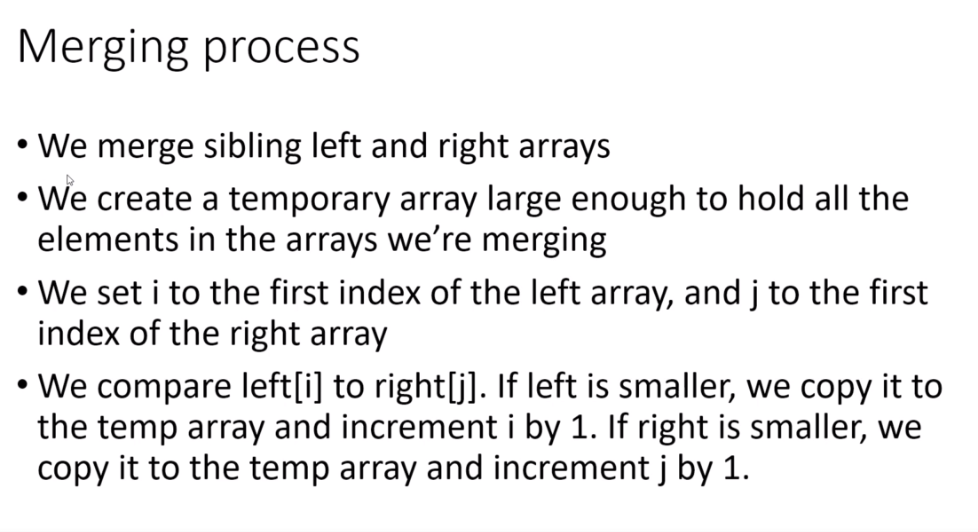 Merging process
• We merge sibling left and right arrays
• We create a temporary array large enough to hold all the
elements in the arrays we’re merging
• We set i to the first index of the left array, and j to the first
index of the right array
• We compare left[i] to right[j]. If left is smaller, we copy it to
the temp array and increment i by 1. If right is smaller, we
copy it to the temp array and increment j by 1.